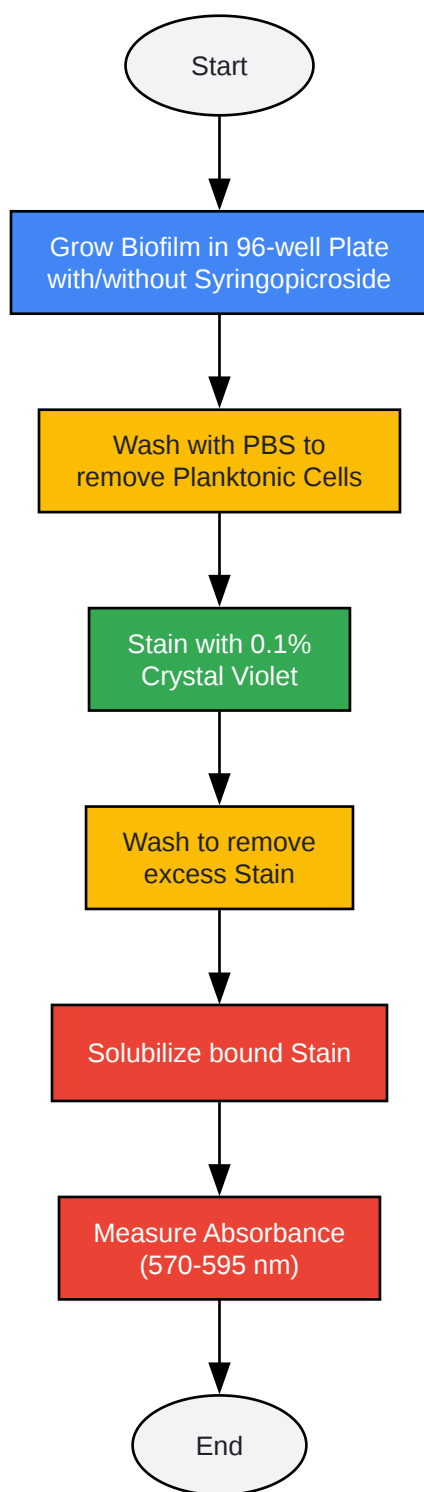 Start
Grow Biofilm in 96-well Plate
with/without Syringopicroside
Wash with PBS to
remove Planktonic Cells
Stain with 0.1%
Crystal Violet
Wash to remove
excess Stain
Solubilize bound Stain
Measure Absorbance
(570-595 nm)
End